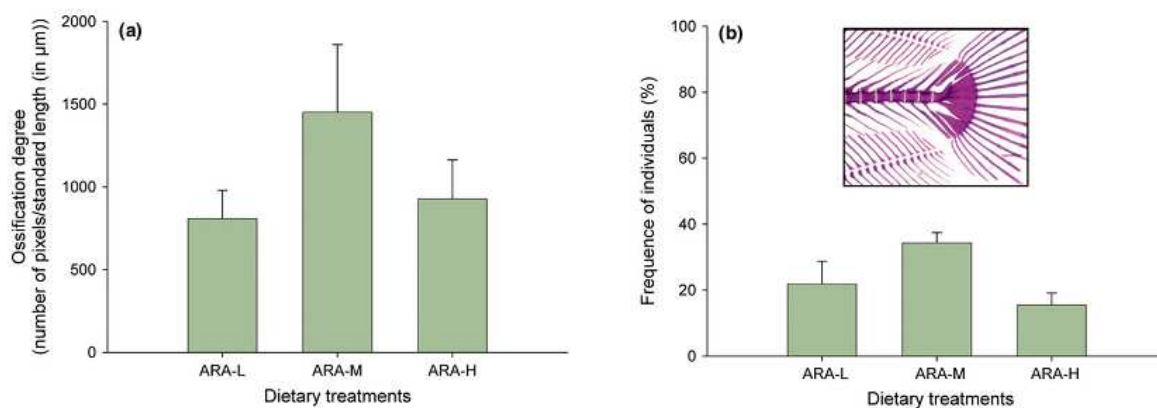 (a)
Ossification degree
(number of pixels/standard length (in µm))
2000
1500
1000
500
0
ARA-L ARA-M ARA-H
Dietary treatments
(b)
Frequence of individuals (%)
100
80
60
40
20
0
ARA-L ARA-M ARA-H
Dietary treatments